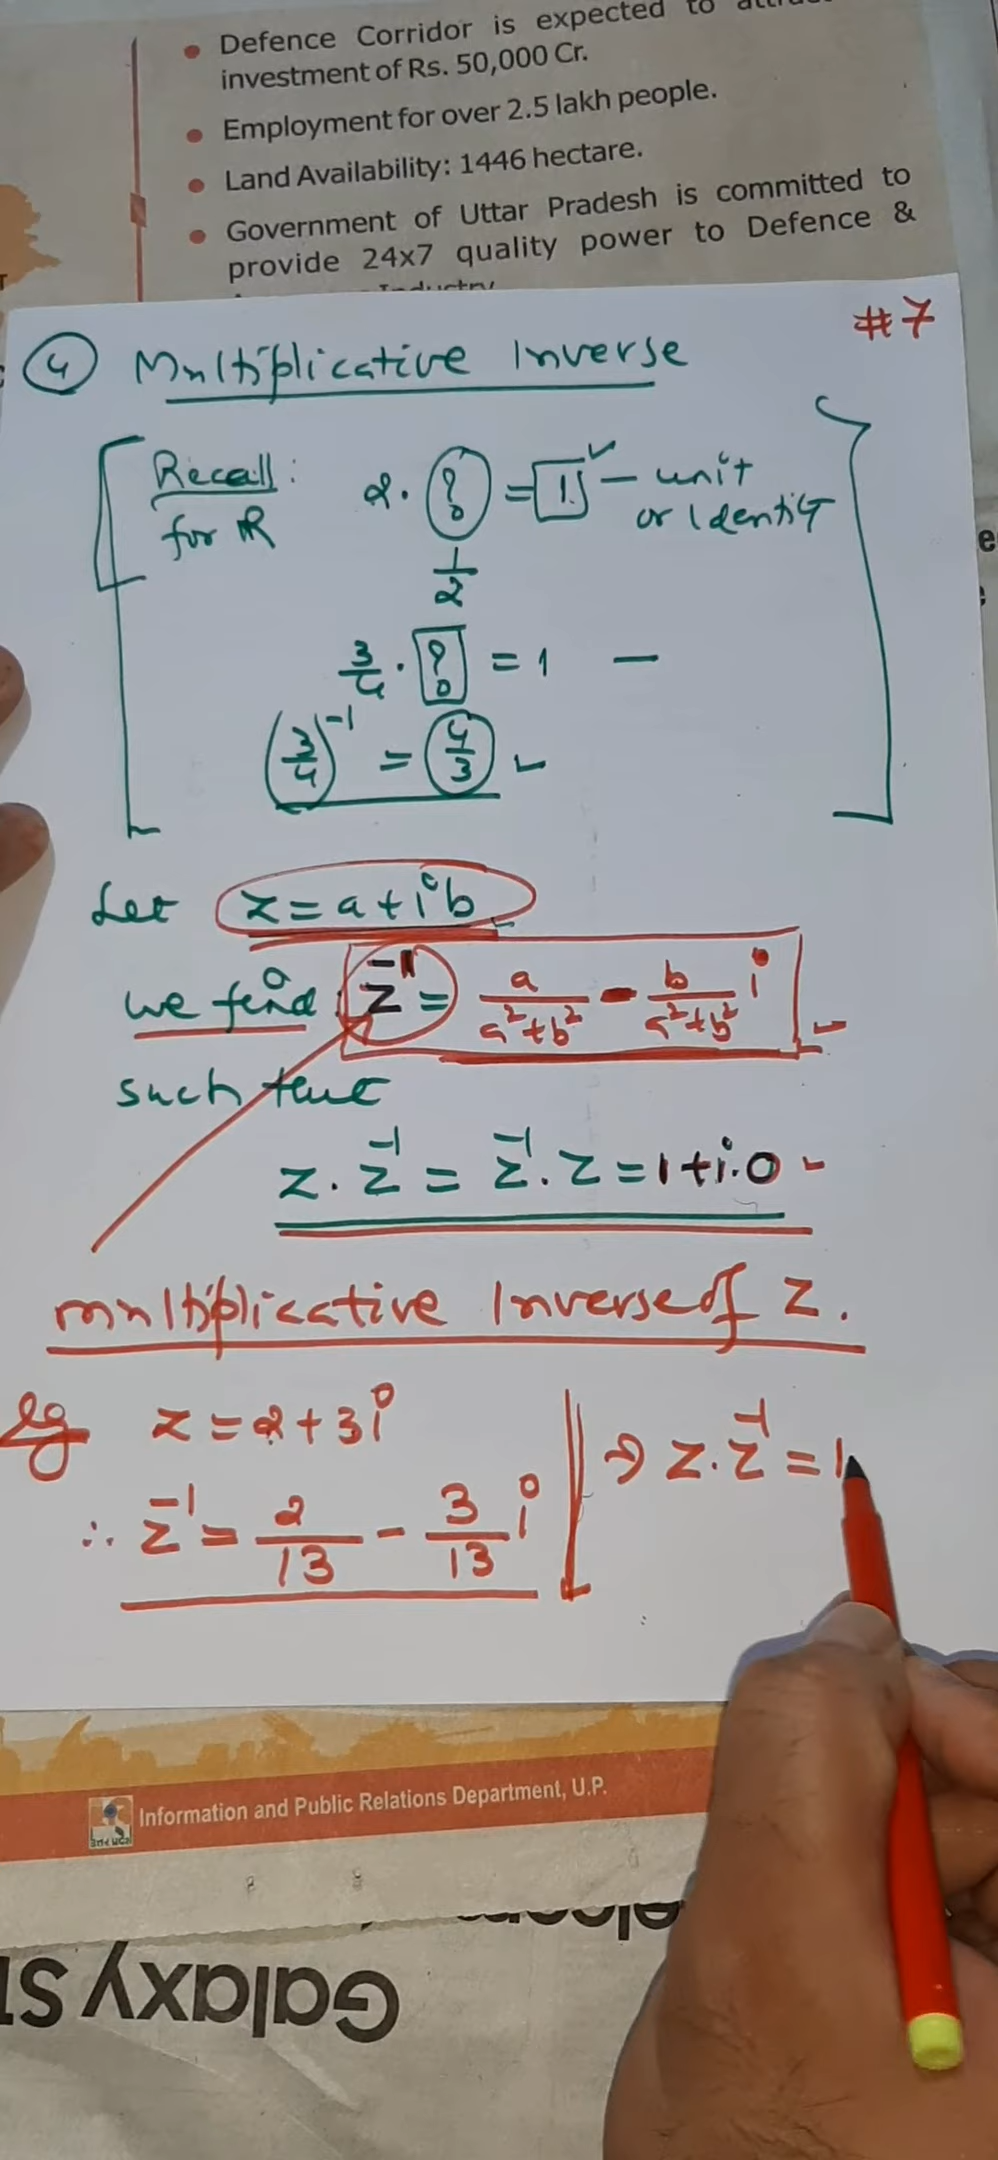 Defence Corridor is expected to
investment of Rs. 50,000 Cr.
Employment for over 2.5 lakh people.
Land Availability: 1446 hectare.
Government of Uttar Pradesh is committed to
provide 24x7 quality power to Defence &
Industry
#7
④ Multiplicative Inverse
Recall: 2 · ? = 1 — unit
for R or Identity
1/2
3/4 · ? = 1 —
(3/4)⁻¹ = 4/3
Let z = a + ib
we find z⁻¹ = a/(a²+b²) - b/(a²+b²) i
such that
z . z⁻¹ = z⁻¹ . z = 1 + i.0
Multiplicative Inverse of z.
eg z = 2 + 3i
∴ z⁻¹ = 2/13 - 3/13 i
⇒ z . z⁻¹ = 1
Information and Public Relations Department, U.P.
Galaxy